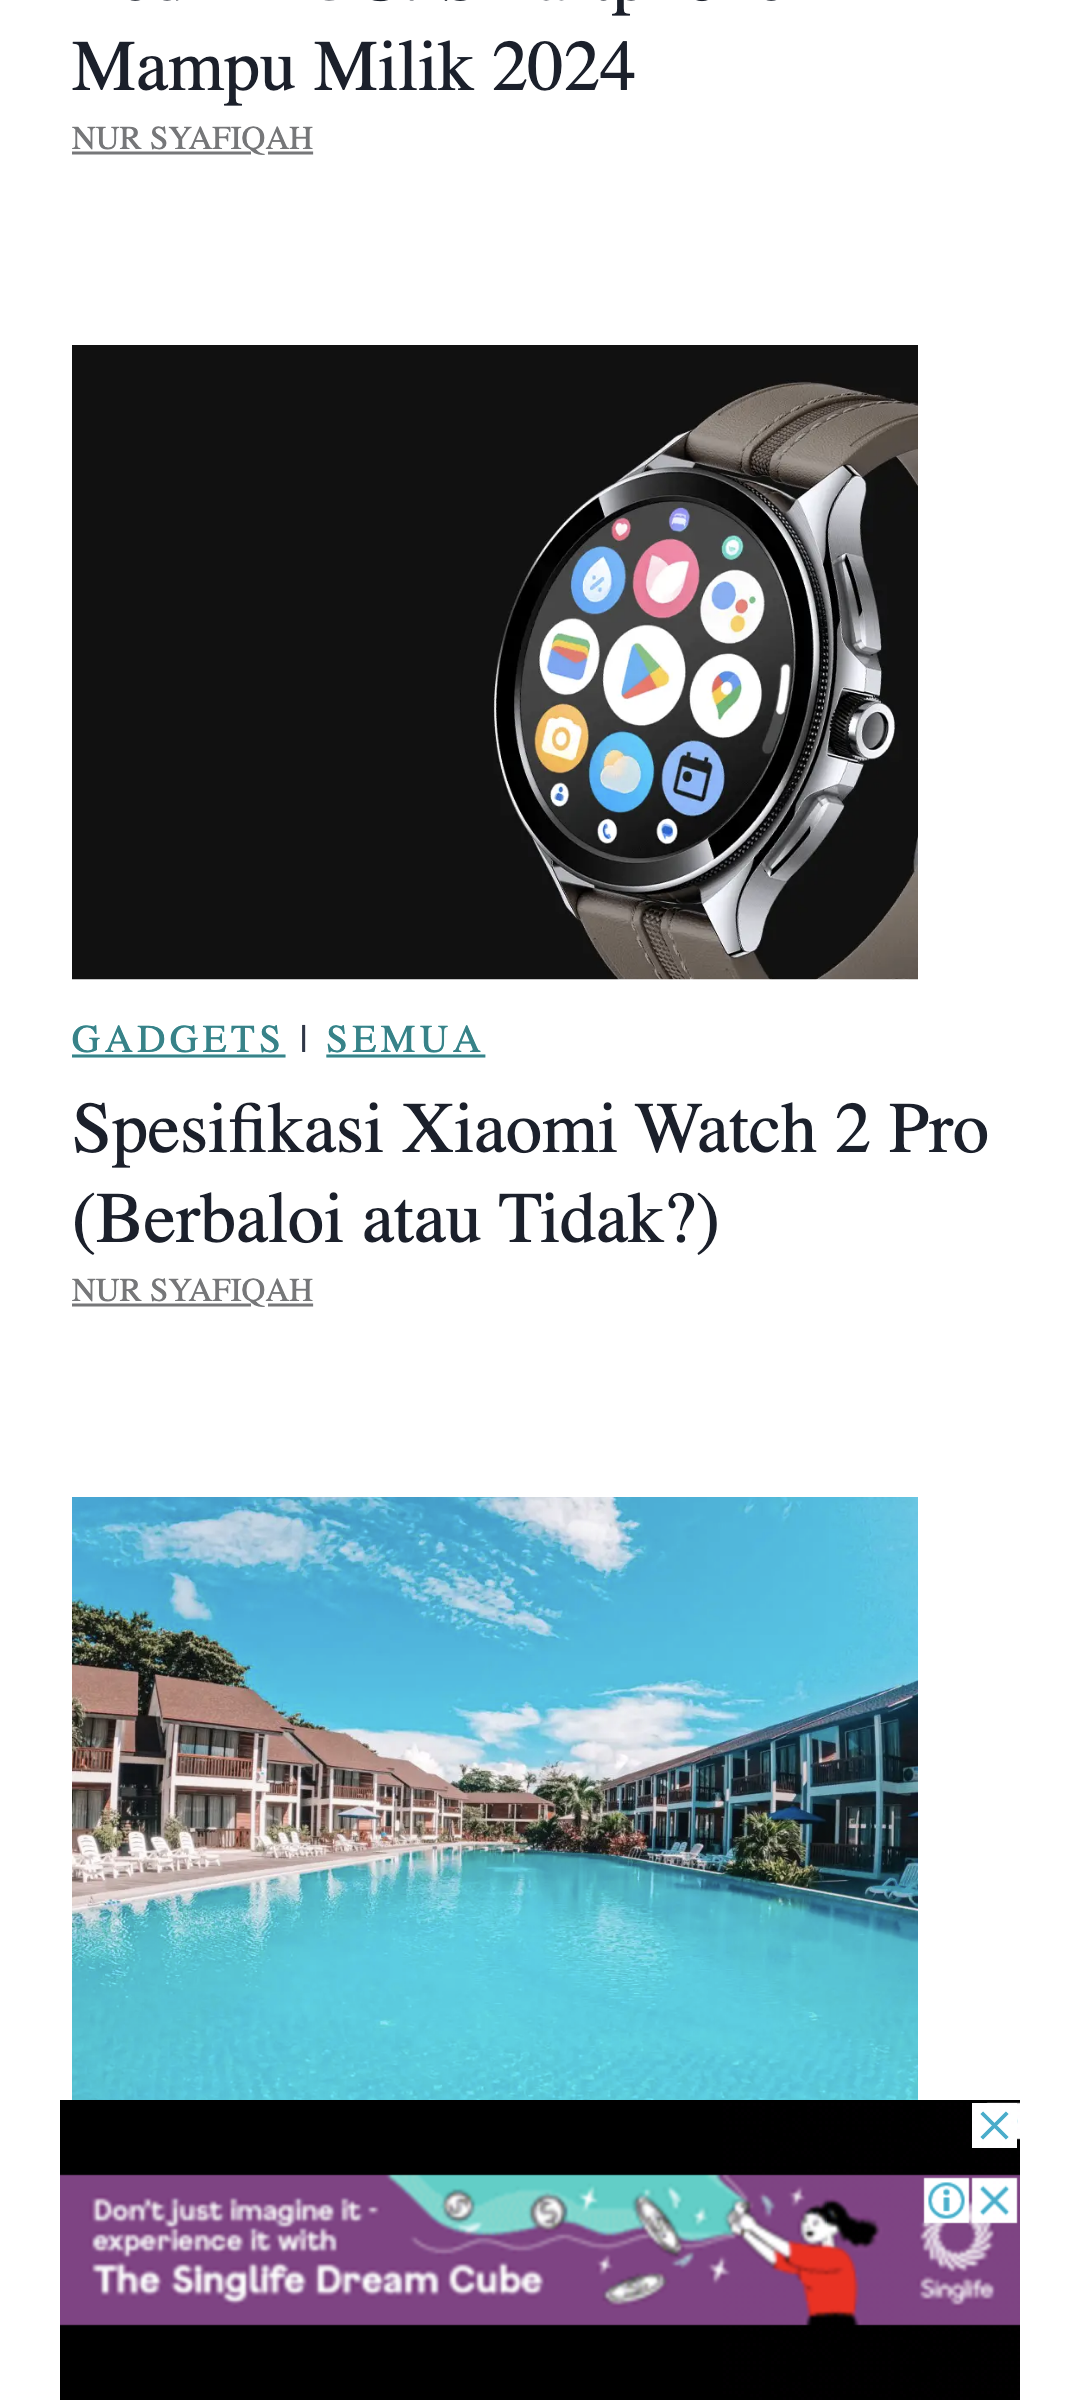 Mampu Milik 2024
NUR SYAFIQAH
GADGETS | SEMUA
Spesifikasi Xiaomi Watch 2 Pro
(Berbaloi atau Tidak?)
NUR SYAFIQAH
Don't just imagine it -
experience it with
The Singlife Dream Cube
Singlife